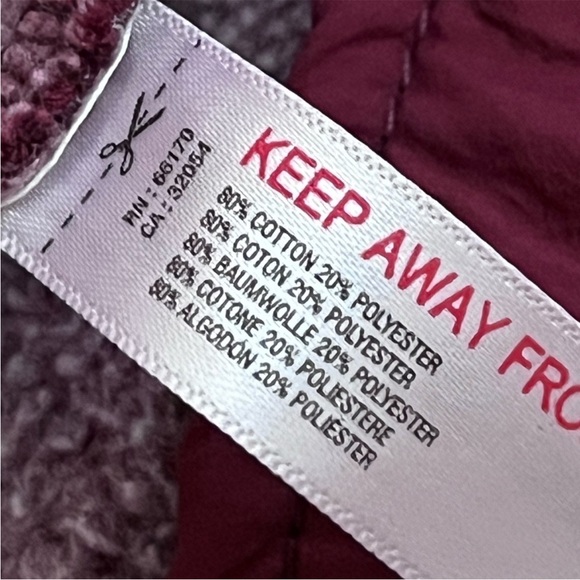 RN : 66170
CA : 32054
KEEP AWAY FRO
80% COTTON 20% POLYESTER
80% COTON 20% POLYESTER
80% BAUMWOLLE 20% POLYESTER
80% COTONE 20% POLIESTERE
80% ALGODÓN 20% POLIÉSTER